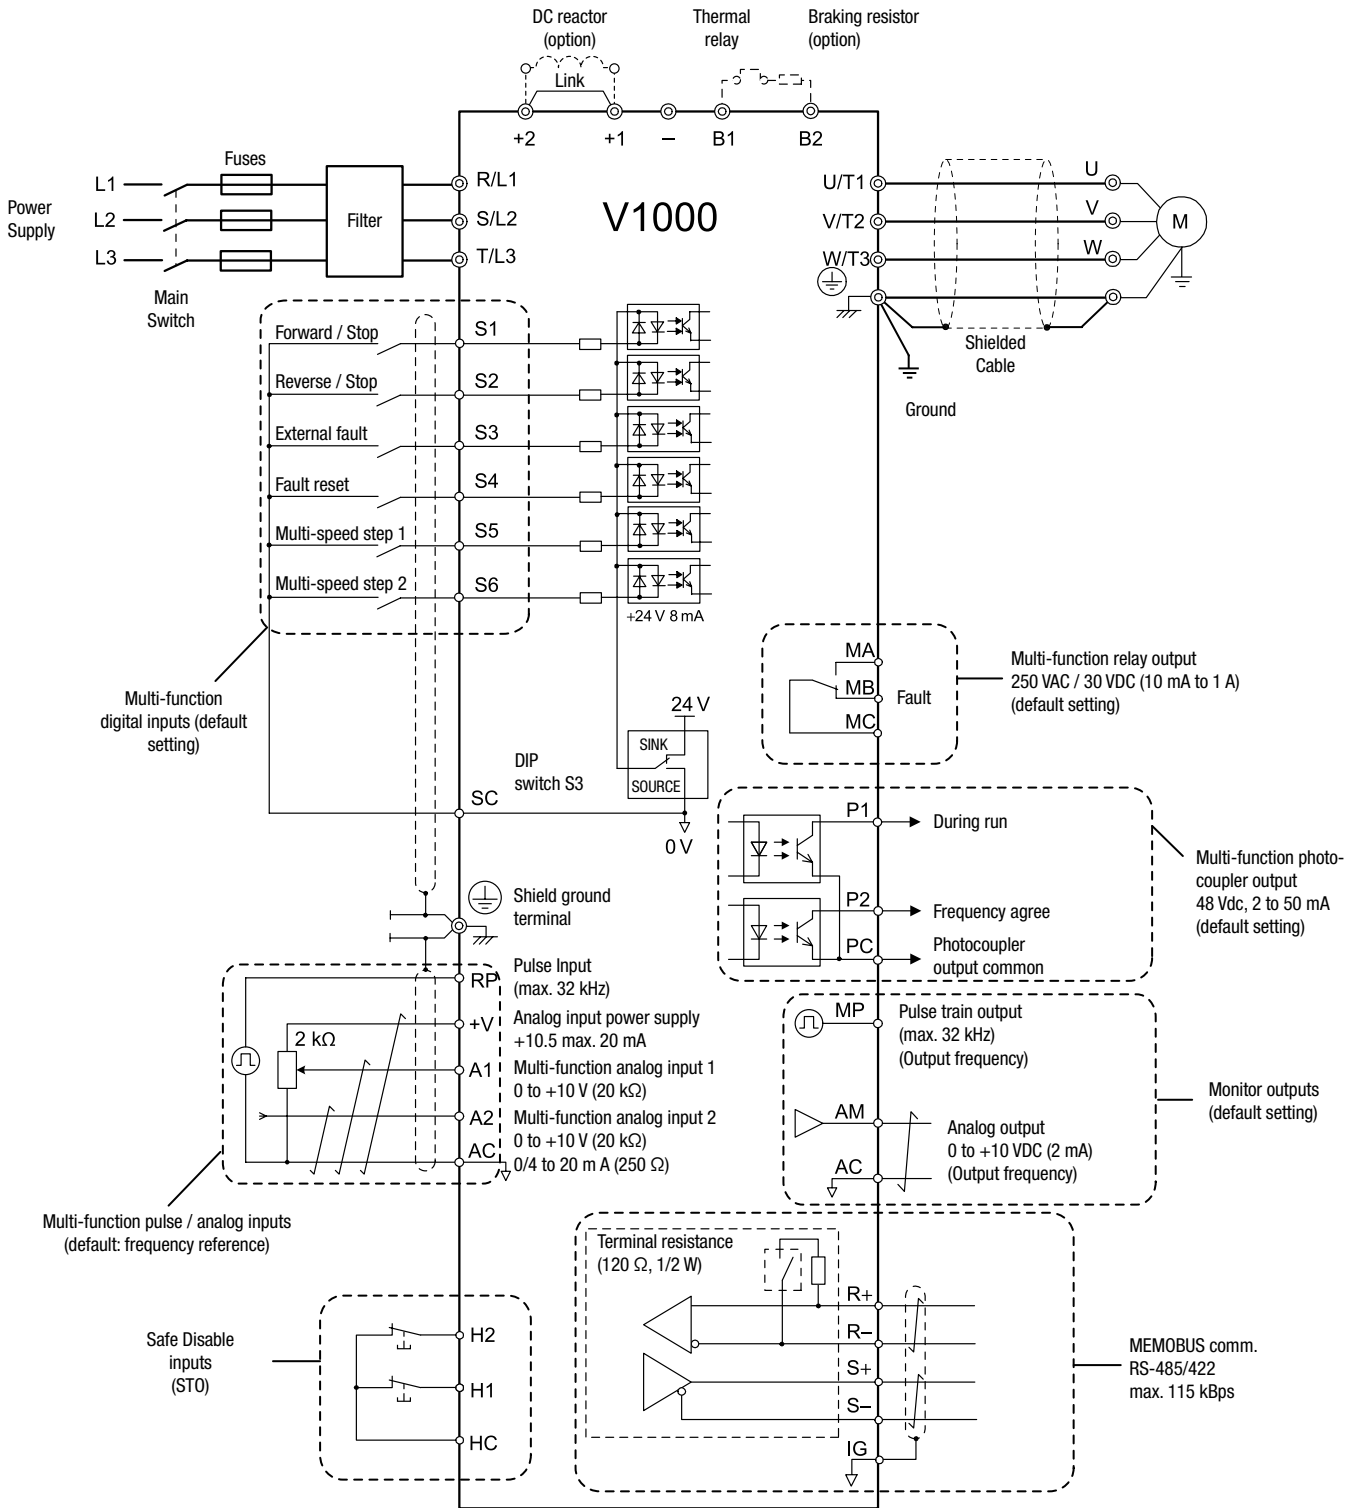 DC reactor
(option)
Thermal
relay
Braking resistor
(option)
Link
+2
+1
–
B1
B2
Fuses
Power
Supply
L1
L2
L3
Filter
Main
Switch
R/L1
S/L2
T/L3
V1000
U/T1
V/T2
W/T3
U
V
W
M
Shielded
Cable
Ground
Forward / Stop
S1
Reverse / Stop
S2
External fault
S3
Fault reset
S4
Multi-speed step 1
S5
Multi-speed step 2
S6
+24 V 8 mA
Multi-function
digital inputs (default
setting)
DIP
switch S3
24 V
SINK
SOURCE
0 V
SC
MA
MB
MC
Fault
Multi-function relay output
250 VAC / 30 VDC (10 mA to 1 A)
(default setting)
P1
During run
P2
Frequency agree
PC
Photocoupler
output common
Multi-function photo-
coupler output
48 Vdc, 2 to 50 mA
(default setting)
Shield ground
terminal
RP
Pulse Input
(max. 32 kHz)
+V
Analog input power supply
+10.5 max. 20 mA
2 kΩ
A1
Multi-function analog input 1
0 to +10 V (20 kΩ)
A2
Multi-function analog input 2
0 to +10 V (20 kΩ)
0/4 to 20 m A (250 Ω)
AC
Multi-function pulse / analog inputs
(default: frequency reference)
MP
Pulse train output
(max. 32 kHz)
(Output frequency)
AM
Analog output
0 to +10 VDC (2 mA)
(Output frequency)
AC
Monitor outputs
(default setting)
Safe Disable
inputs
(STO)
H2
H1
HC
Terminal resistance
(120 Ω, 1/2 W)
R+
R–
S+
S–
IG
MEMOBUS comm.
RS-485/422
max. 115 kBps